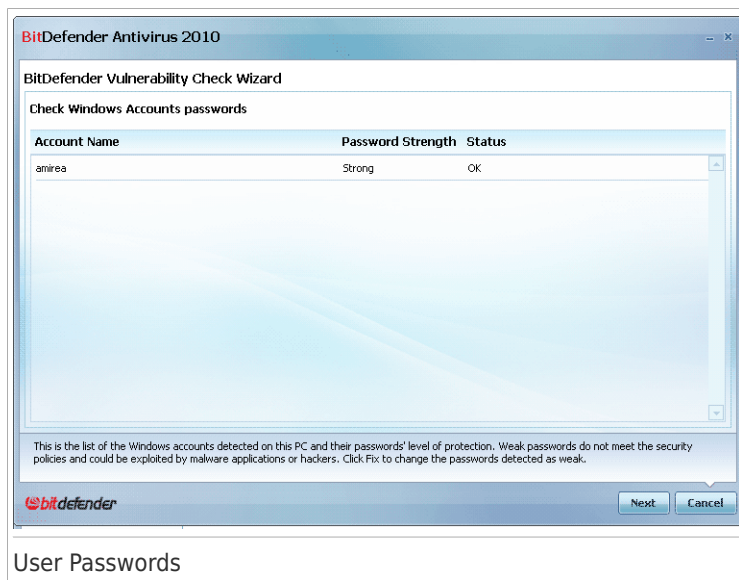 BitDefender Antivirus 2010
BitDefender Vulnerability Check Wizard
Check Windows Accounts passwords
Account Name Password Strength Status
amirea Strong OK
This is the list of the Windows accounts detected on this PC and their passwords' level of protection. Weak passwords do not meet the security
policies and could be exploited by malware applications or hackers. Click Fix to change the passwords detected as weak.
bitdefender
Next Cancel
User Passwords